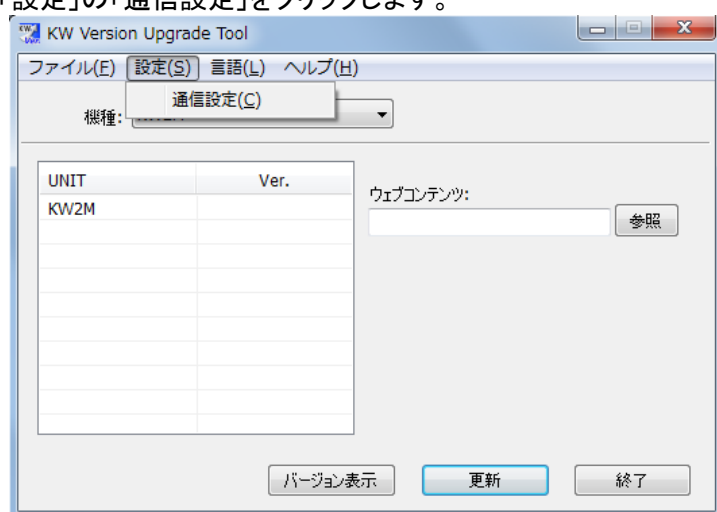 「設定」の「通信設定」をクリックします。
KW Version Upgrade Tool
ファイル(F) 設定(S) 言語(L) ヘルプ(H)
通信設定(C)
機種:
UNIT Ver.
KW2M
ウェブコンテンツ:
参照
バージョン表示 更新 終了